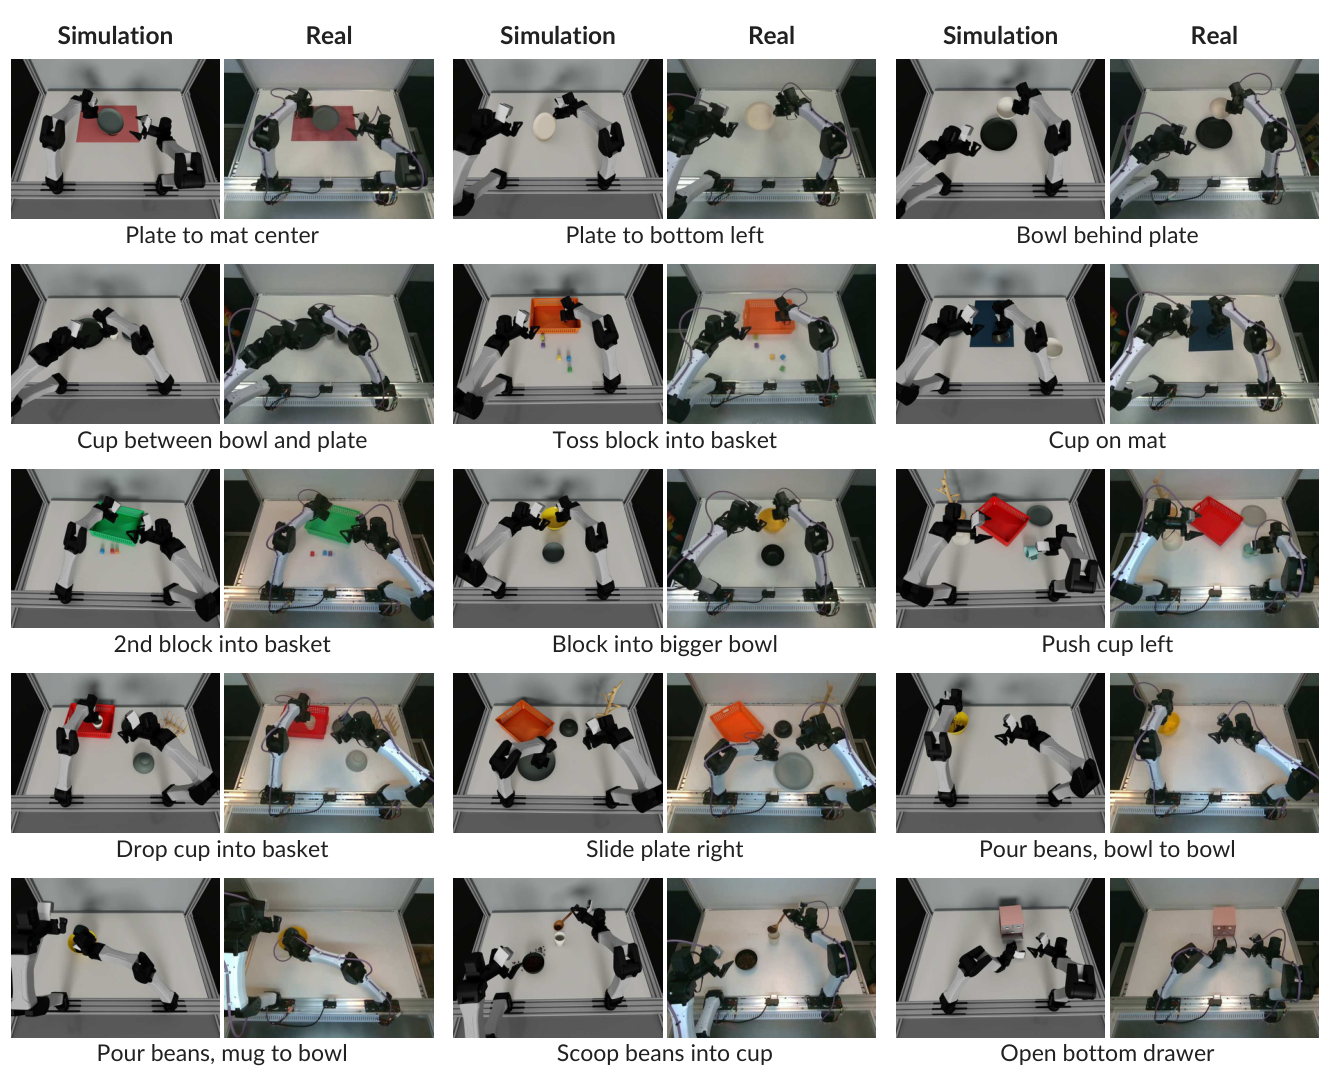 Simulation Real Simulation Real Simulation Real
Plate to mat center Plate to bottom left Bowl behind plate
Cup between bowl and plate Toss block into basket Cup on mat
2nd block into basket Block into bigger bowl Push cup left
Drop cup into basket Slide plate right Pour beans, bowl to bowl
Pour beans, mug to bowl Scoop beans into cup Open bottom drawer